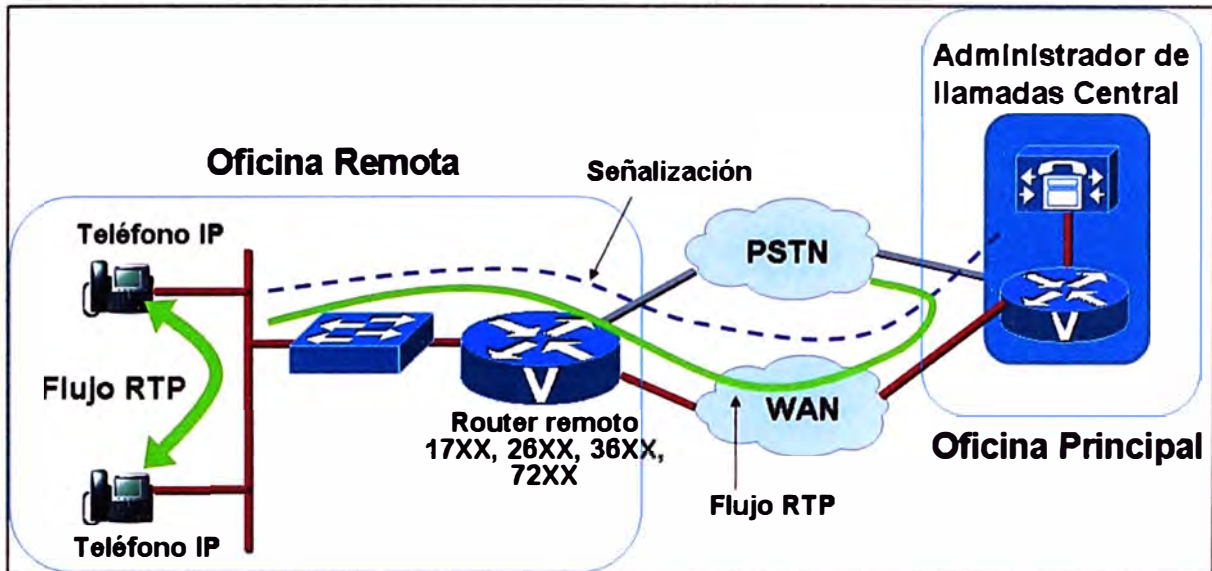 Administrador de
llamadas Central
Oficina Remota
Señalización
Teléfono IP
PSTN
V
Flujo RTP
V
WAN
Router remoto
17XX, 26XX, 36XX,
72XX
Oficina Principal
Flujo RTP
Teléfono IP